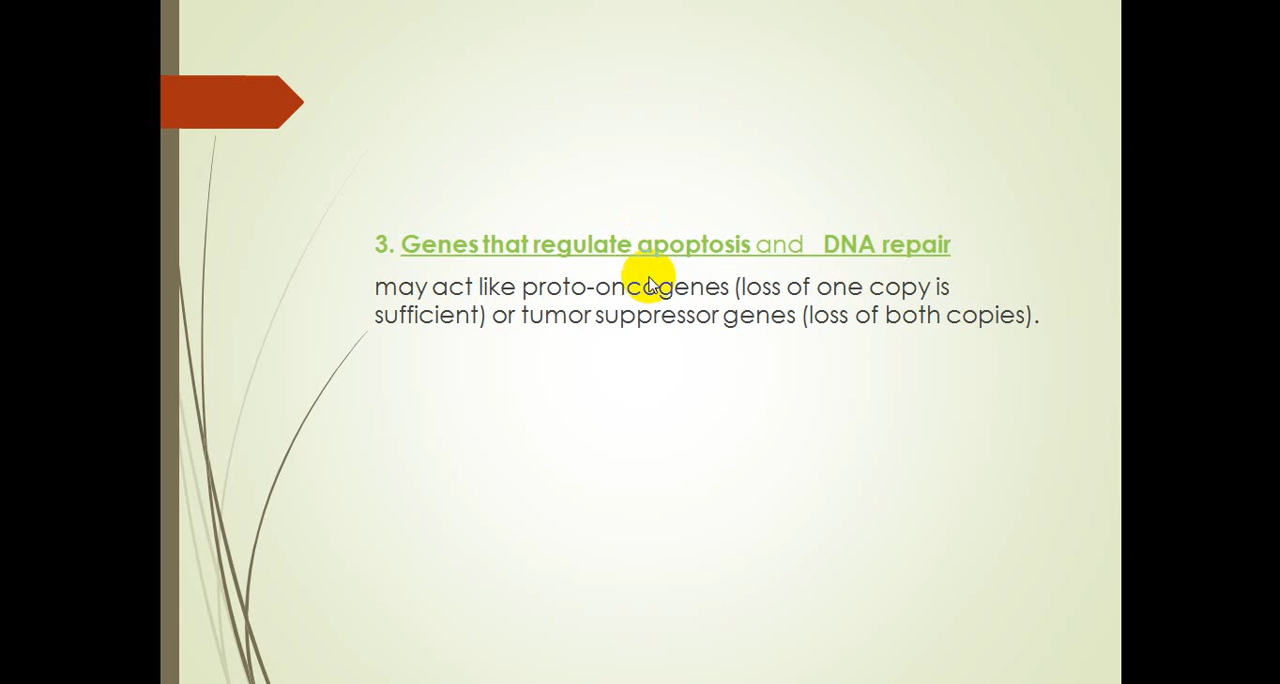 3. Genes that regulate apoptosis and DNA repair
may act like proto-oncogenes (loss of one copy is
sufficient) or tumor suppressor genes (loss of both copies).